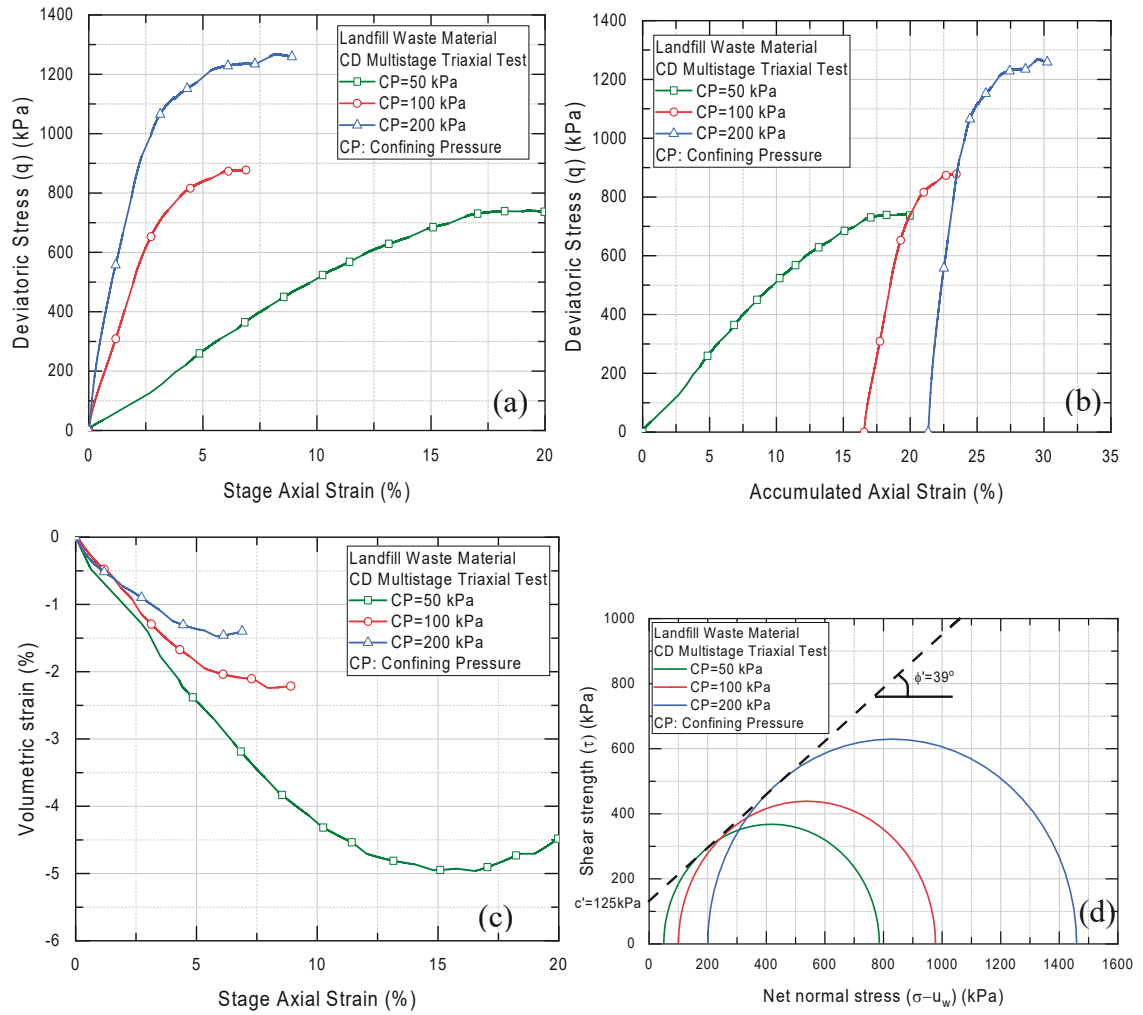 1400
1200
1000
800
600
400
200
0
Deviatoric Stress (q) (kPa)
Landfill Waste Material
CD Multistage Triaxial Test
CP=50 kPa
CP=100 kPa
CP=200 kPa
CP: Confining Pressure
(a)
0 5 10 15 20
Stage Axial Strain (%)
1400
1200
1000
800
600
400
200
0
Deviatoric Stress (q) (kPa)
Landfill Waste Material
CD Multistage Triaxial Test
CP=50 kPa
CP=100 kPa
CP=200 kPa
CP: Confining Pressure
(b)
0 5 10 15 20 25 30 35
Accumulated Axial Strain (%)
0
-1
-2
-3
-4
-5
-6
Volumetric strain (%)
Landfill Waste Material
CD Multistage Triaxial Test
CP=50 kPa
CP=100 kPa
CP=200 kPa
CP: Confining Pressure
(c)
0 5 10 15 20
Stage Axial Strain (%)
1000
800
600
400
200
0
Shear strength (τ) (kPa)
Landfill Waste Material
CD Multistage Triaxial Test
CP=50 kPa
CP=100 kPa
CP=200 kPa
CP: Confining Pressure
ϕ'=39º
c'=125kPa
(d)
0 200 400 600 800 1000 1200 1400 1600
Net normal stress (σ−u_w) (kPa)